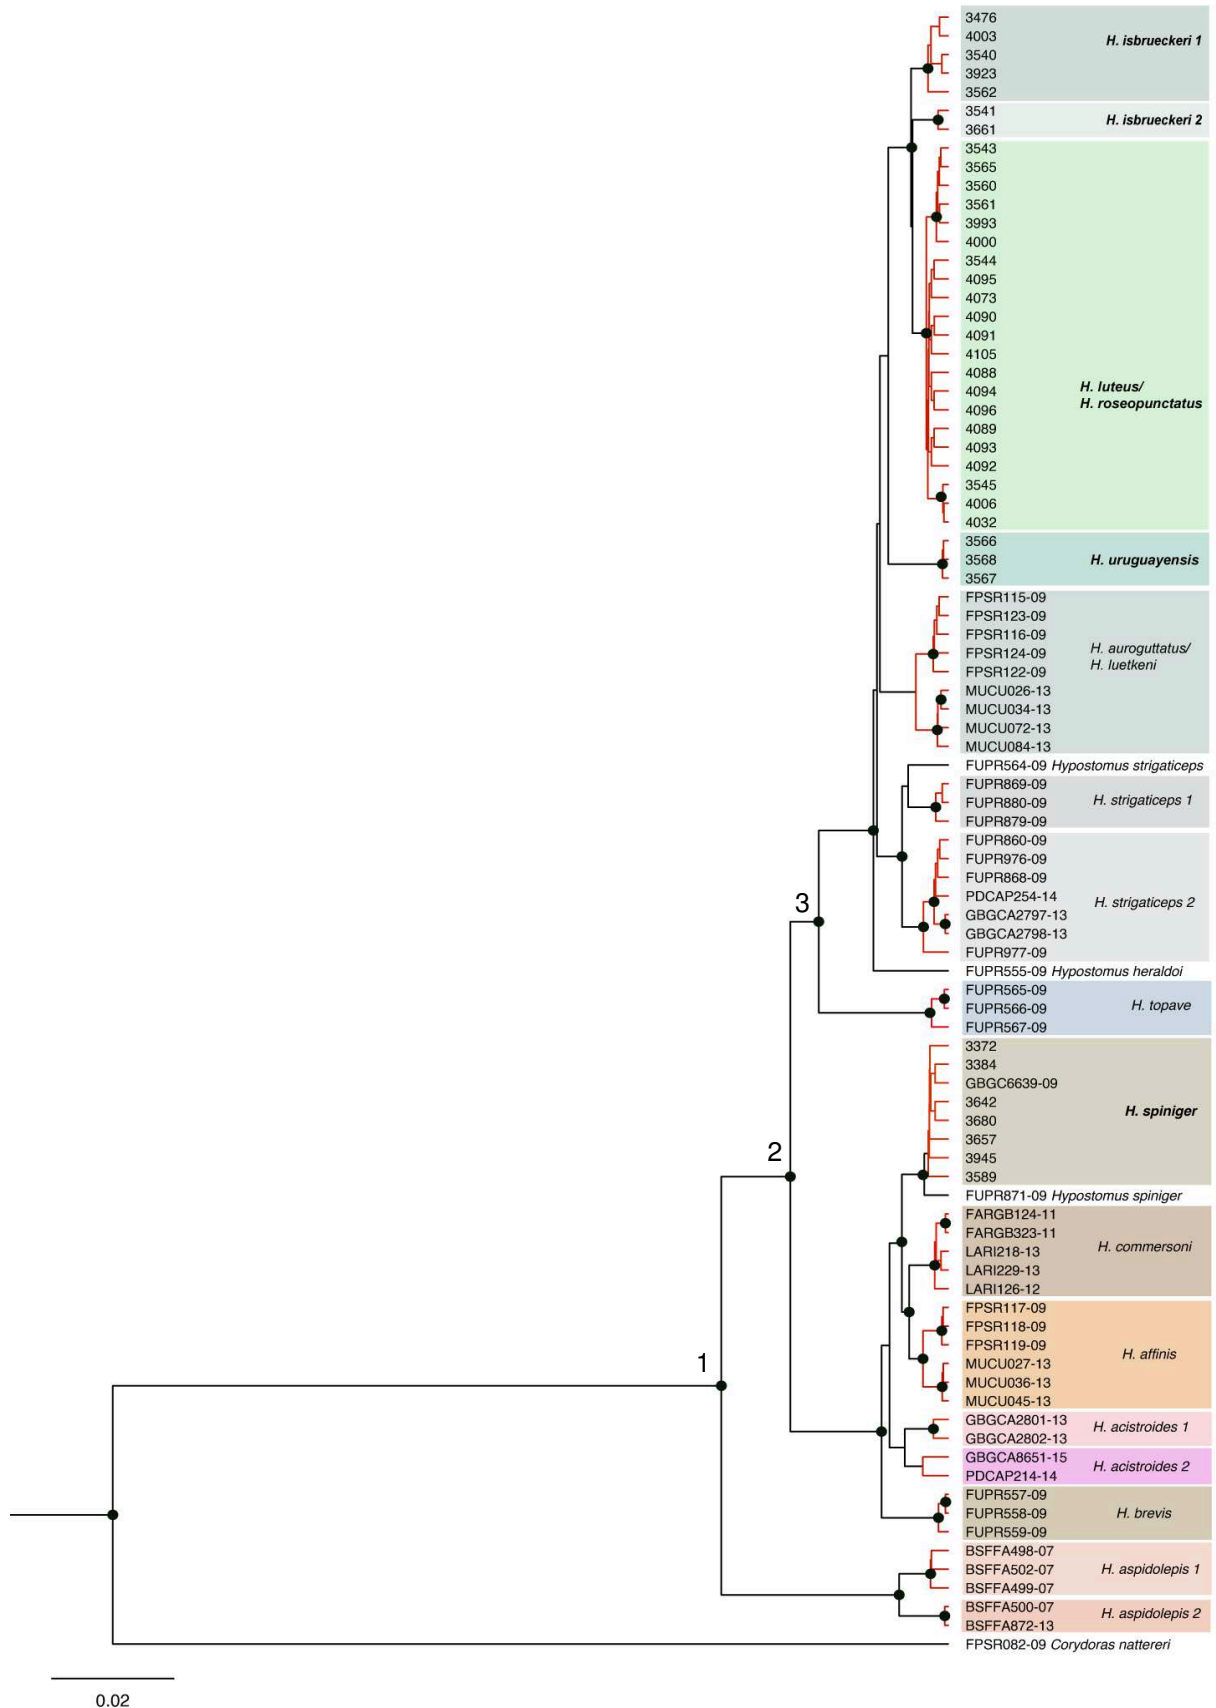 3476
4003
H. isbrueckeri 1
3540
3923
3562
3541
H. isbrueckeri 2
3661
3543
3565
3560
3561
3993
4000
3544
4095
4073
4090
4091
4105
4088
H. luteus/
4094
H. roseopunctatus
4096
4089
4093
4092
3545
4006
4032
3566
3568
H. uruguayensis
3567
FPSR115-09
FPSR123-09
FPSR116-09
H. auroguttatus/
FPSR124-09
H. luetkeni
FPSR122-09
MUCU026-13
MUCU034-13
MUCU072-13
MUCU084-13
FUPR564-09 Hypostomus strigaticeps
FUPR869-09
H. strigaticeps 1
FUPR880-09
FUPR879-09
FUPR860-09
FUPR976-09
FUPR868-09
PDCAP254-14
H. strigaticeps 2
3
GBGCA2797-13
GBGCA2798-13
FUPR977-09
FUPR555-09 Hypostomus heraldoi
FUPR565-09
H. topave
FUPR566-09
FUPR567-09
3372
3384
GBGC6639-09
3642
H. spiniger
3680
3657
2
3945
3589
FUPR871-09 Hypostomus spiniger
FARGB124-11
FARGB323-11
H. commersoni
LARI218-13
LARI229-13
LARI126-12
FPSR117-09
FPSR118-09
FPSR119-09
H. affinis
1
MUCU027-13
MUCU036-13
MUCU045-13
GBGCA2801-13
H. acistroides 1
GBGCA2802-13
GBGCA8651-15
H. acistroides 2
PDCAP214-14
FUPR557-09
FUPR558-09
H. brevis
FUPR559-09
BSFFA498-07
BSFFA502-07
H. aspidolepis 1
BSFFA499-07
BSFFA500-07
H. aspidolepis 2
BSFFA872-13
FPSR082-09 Corydoras nattereri
0.02